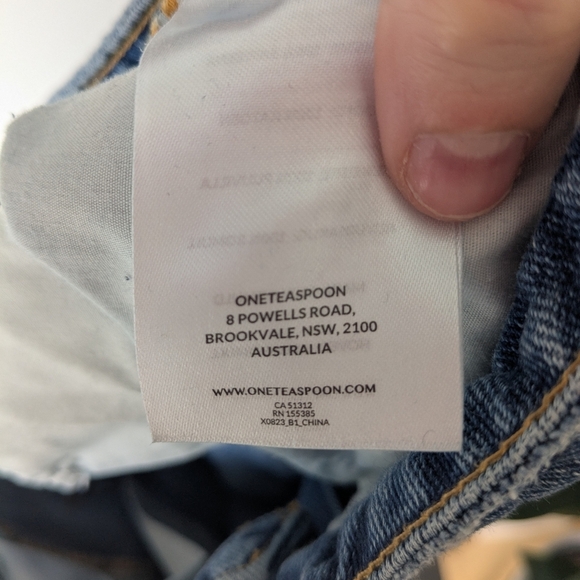 ONETEASPOON
8 POWELLS ROAD,
BROOKVALE, NSW, 2100
AUSTRALIA
WWW.ONETEASPOON.COM
CA 51312
RN 155385
X0823_B1_CHINA